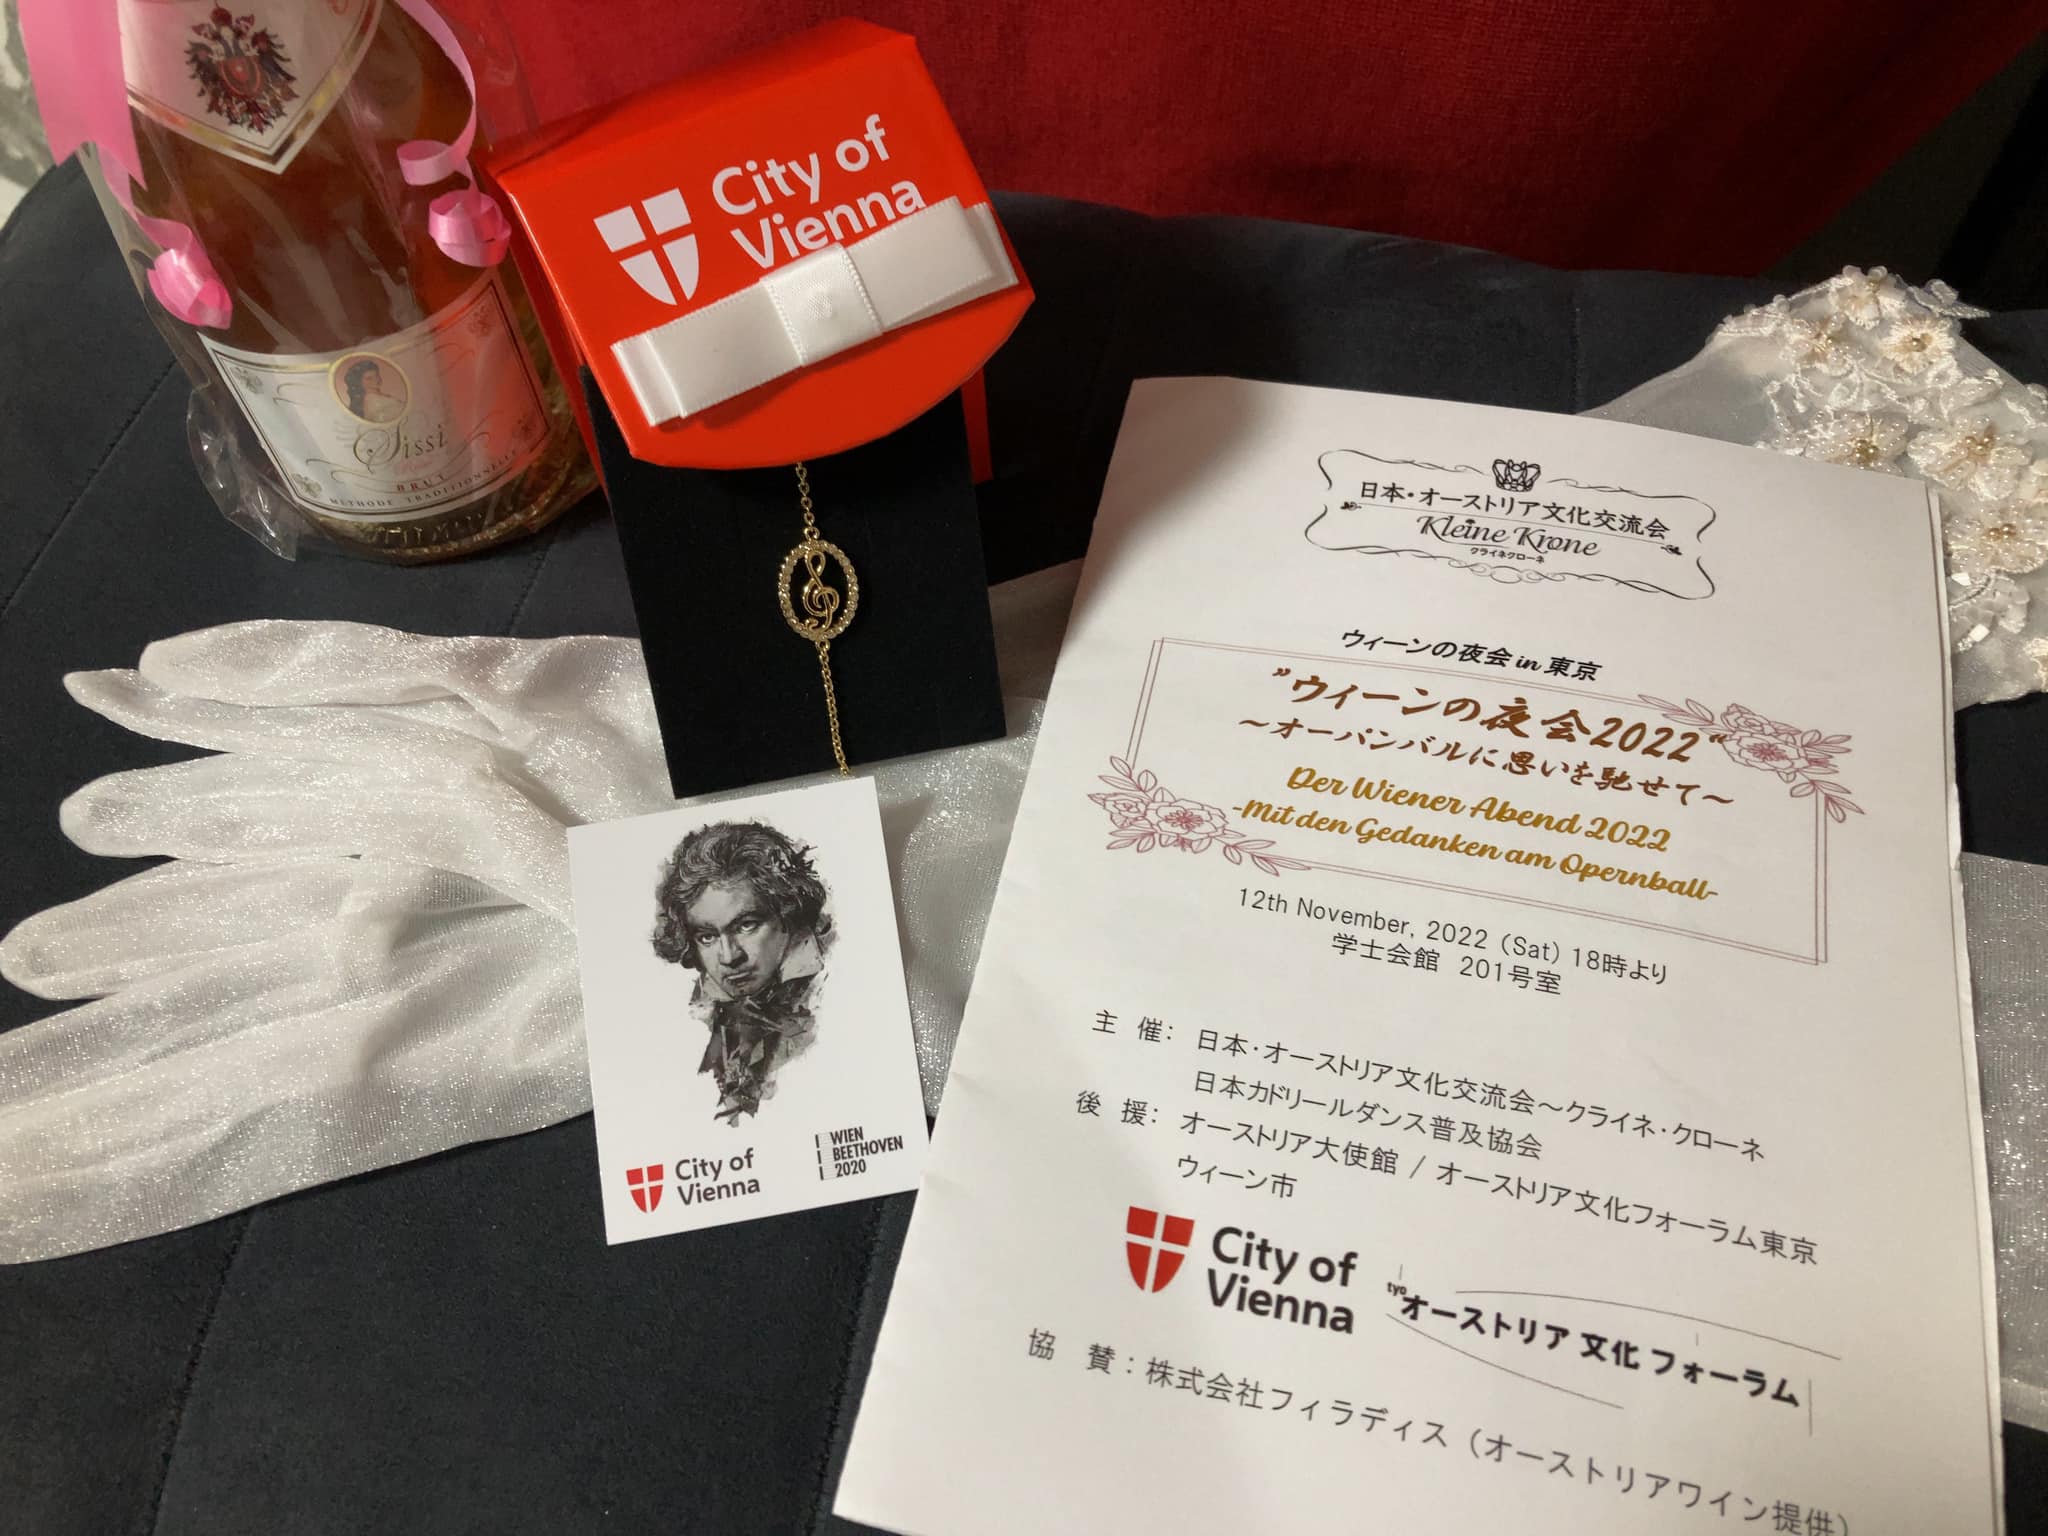 City of
Vienna
Sissi
BRUT
METHODE TRADITIONNELLE
日本・オーストリア文化交流会
Kleine Krone
クライネクローネ
ウィーンの夜会 in 東京
"ウィーンの夜会2022"
～オーパンバルに思いを馳せて～
Der Wiener Abend 2022
-Mit den Gedanken am Opernball-
12th November, 2022 (Sat) 18時より
学士会館 201号室
主 催： 日本・オーストリア文化交流会～クライネ・クローネ
日本カドリールダンス普及協会
後 援： オーストリア大使館 / オーストリア文化フォーラム東京
ウィーン市
City of
Vienna
tyo オーストリア 文化 フォーラム
協 賛：株式会社フィラディス（オーストリアワイン提供）
City of
Vienna
WIEN
BEETHOVEN
2020